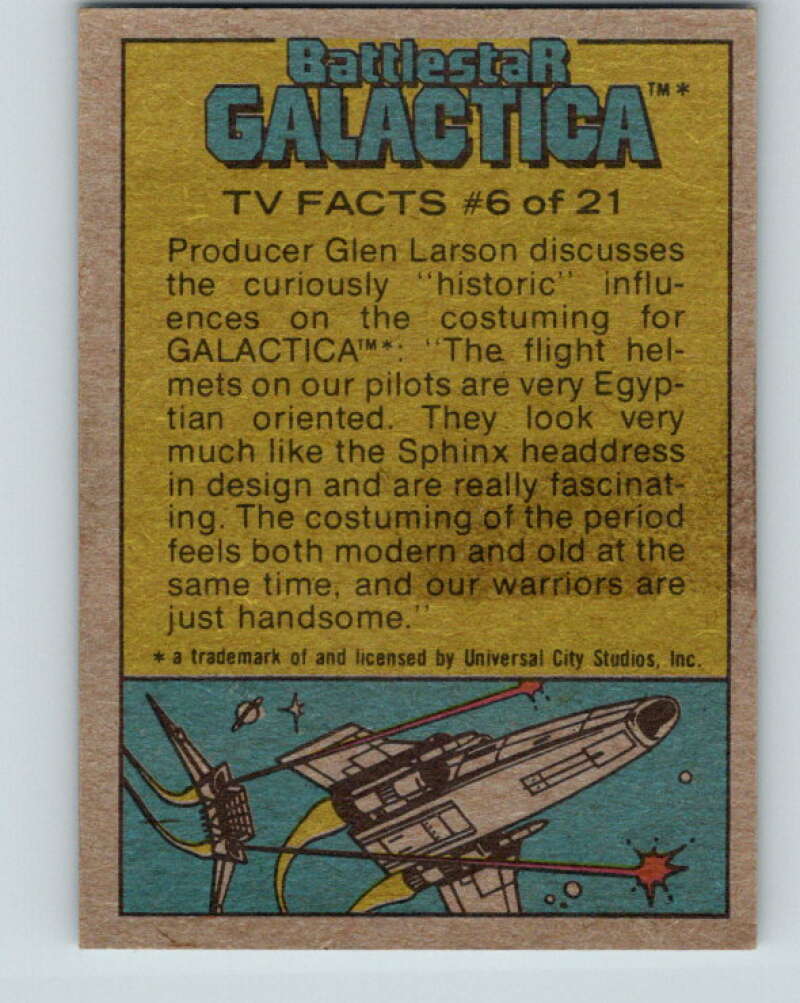 BattlestaR
GALACTICA™*
TV FACTS #6 of 21
Producer Glen Larson discusses
the curiously "historic" influ-
ences on the costuming for
GALACTICA™*: "The flight hel-
mets on our pilots are very Egyp-
tian oriented. They look very
much like the Sphinx headdress
in design and are really fascinat-
ing. The costuming of the period
feels both modern and old at the
same time, and our warriors are
just handsome."
* a trademark of and licensed by Universal City Studios, Inc.